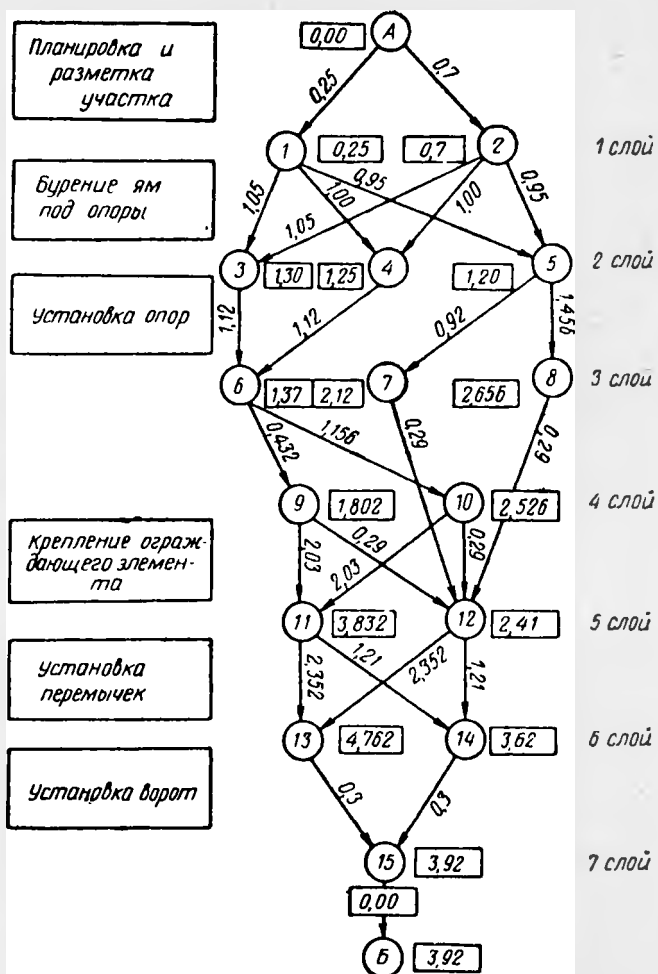 Планировка и
разметка
участка
0,00
А
0,25
0,7
1
0,25
0,7
2
1 слой
Бурение ям
под опоры
1,05
1,00
0,95
1,05
1,00
0,95
3
1,30
1,25
4
1,20
5
2 слой
Установка опор
1,12
1,12
0,92
1,456
6
1,37
2,12
7
2,656
8
3 слой
0,432
1,156
0,29
0,29
9
1,802
10
2,526
4 слой
Крепление ограж-
дающего элемен-
та
2,03
0,29
2,03
0,29
11
3,832
12
2,41
5 слой
Установка
перемычек
2,352
1,21
2,352
1,21
13
4,762
14
3,62
6 слой
Установка ворот
0,3
0,3
15
3,92
7 слой
0,00
Б
3,92